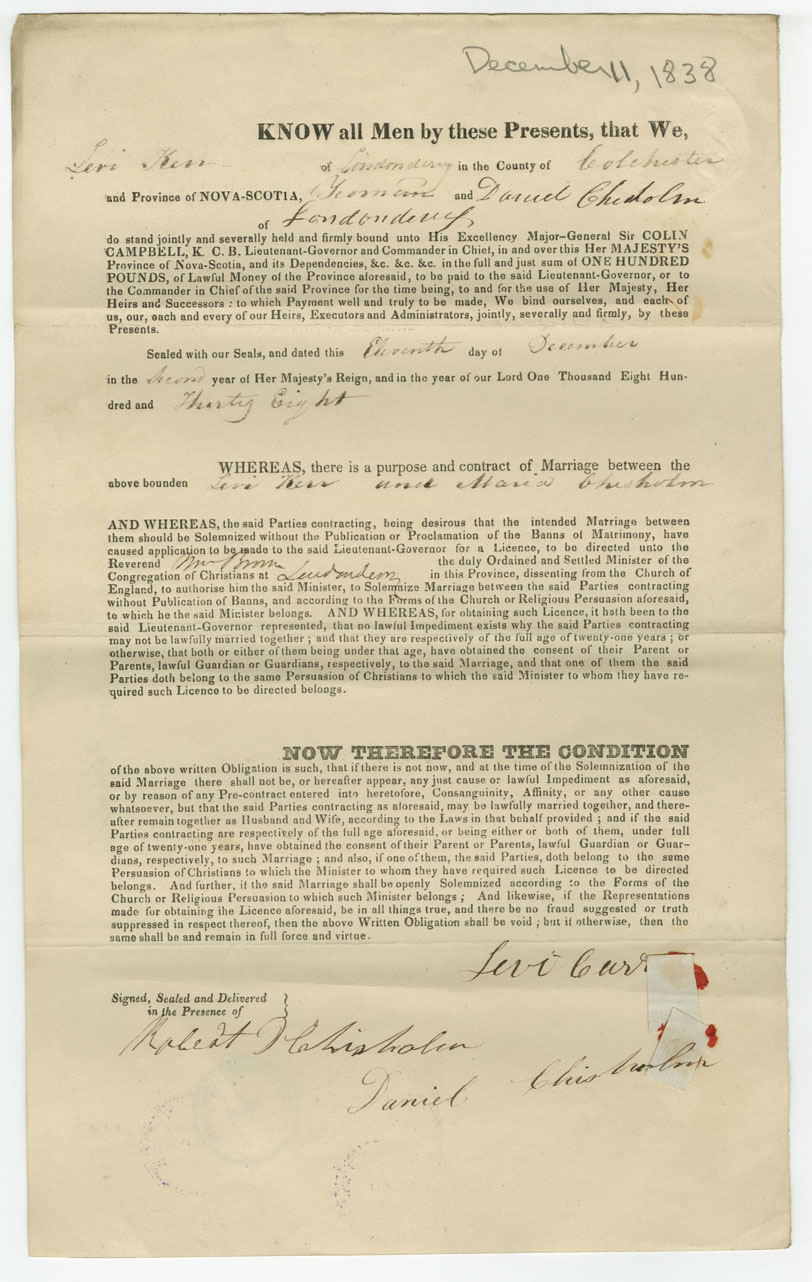 December 11, 1838
KNOW all Men by these Presents, that We,
Levi Kerr of Londonderry in the County of Colchester
and Province of NOVA-SCOTIA, Yeoman and Daniel Chisholm
of Londonderry
do stand jointly and severally held and firmly bound unto His Excellency Major-General Sir COLIN
CAMPBELL, K. C. B. Lieutenant-Governor and Commander in Chief, in and over this Her MAJESTY'S
Province of Nova-Scotia, and its Dependencies, &c. &c. &c. in the full and just sum of ONE HUNDRED
POUNDS, of Lawful Money of the Province aforesaid, to be paid to the said Lieutenant-Governor, or to
the Commander in Chief of the said Province for the time being, to and for the use of Her Majesty, Her
Heirs and Successors : to which Payment well and truly to be made, We bind ourselves, and each of
us, our, each and every of our Heirs, Executors and Administrators, jointly, severally and firmly, by these
Presents.
Sealed with our Seals, and dated this Eleventh day of December
in the Second year of Her Majesty's Reign, and in the year of our Lord One Thousand Eight Hun-
dred and Thirty Eight
WHEREAS, there is a purpose and contract of Marriage between the
above bounden Levi Kerr and Maria Chisholm
AND WHEREAS, the said Parties contracting, being desirous that the intended Marriage between
them should be Solemnized without the Publication or Proclamation of the Banns of Matrimony, have
caused application to be made to the said Lieutenant-Governor for a Licence, to be directed unto the
Reverend Mr Brown the duly Ordained and Settled Minister of the
Congregation of Christians at Londonderry in this Province, dissenting from the Church of
England, to authorise him the said Minister, to Solemnize Marriage between the said Parties contracting
without Publication of Banns, and according to the Forms of the Church or Religious Persuasion aforesaid,
to which he the said Minister belongs. AND WHEREAS, for obtaining such Licence, it hath been to the
said Lieutenant-Governor represented, that no lawful Impediment exists why the said Parties contracting
may not be lawfully married together ; and that they are respectively of the full age of twenty-one years ; or
otherwise, that both or either of them being under that age, have obtained the consent of their Parent or
Parents, lawful Guardian or Guardians, respectively, to the said Marriage, and that one of them the said
Parties doth belong to the same Persuasion of Christians to which the said Minister to whom they have re-
quired such Licence to be directed belongs.
NOW THEREFORE THE CONDITION
of the above written Obligation is such, that if there is not now, and at the time of the Solemnization of the
said Marriage there shall not be, or hereafter appear, any just cause or lawful Impediment as aforesaid,
or by reason of any Pre-contract entered into heretofore, Consanguinity, Affinity, or any other cause
whatsoever, but that the said Parties contracting as aforesaid, may be lawfully married together, and there-
after remain together as Husband and Wife, according to the Laws in that behalf provided ; and if the said
Parties contracting are respectively of the full age aforesaid, or being either or both of them, under full
age of twenty-one years, have obtained the consent of their Parent or Parents, lawful Guardian or Guar-
dians, respectively, to such Marriage ; and also, if one of them, the said Parties, doth belong to the same
Persuasion of Christians to which the Minister to whom they have required such Licence to be directed
belongs. And further, if the said Marriage shall be openly Solemnized according to the Forms of the
Church or Religious Persuasion to which such Minister belongs ; And likewise, if the Representations
made for obtaining the Licence aforesaid, be in all things true, and there be no fraud suggested or truth
suppressed in respect thereof, then the above Written Obligation shall be void ; but if otherwise, then the
same shall be and remain in full force and virtue.
Levi Carr
Signed, Sealed and Delivered
in the Presence of
Robert D Chisholm
Daniel Chisholm